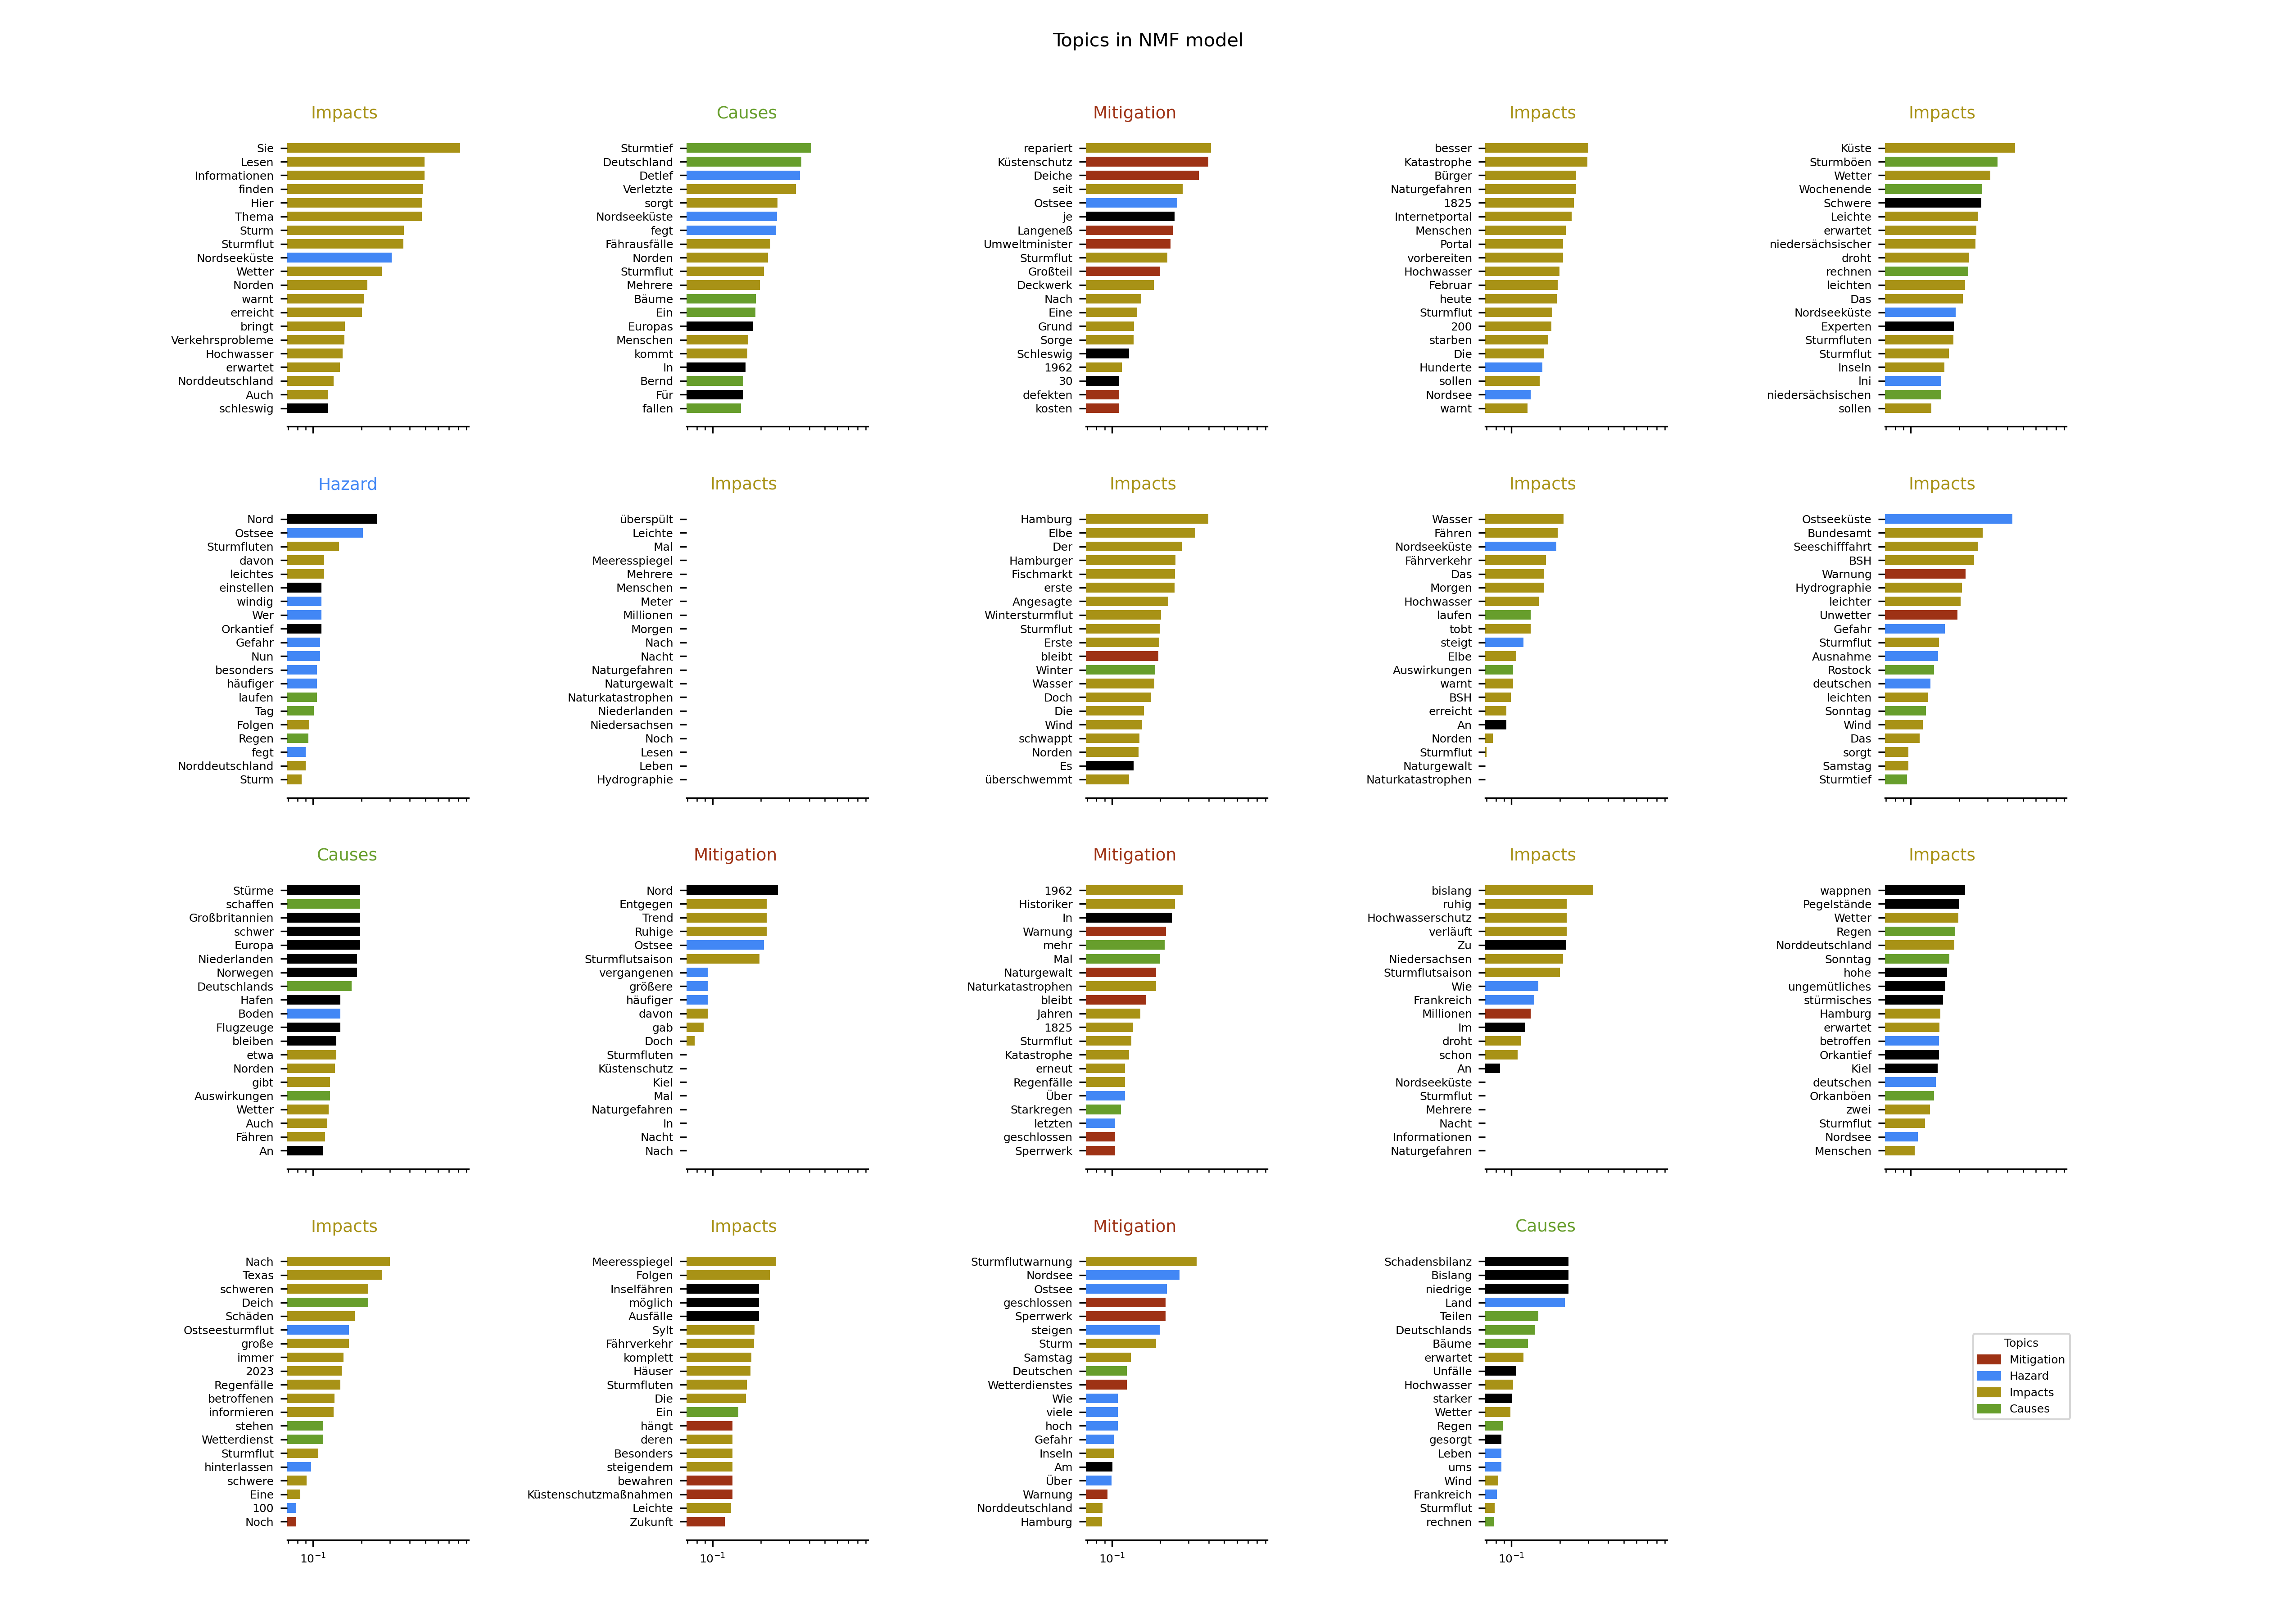 Topics in NMF model
Impacts
Sie
Lesen
Informationen
finden
Hier
Thema
Sturm
Sturmflut
Nordseeküste
Wetter
Norden
warnt
erreicht
bringt
Verkehrsprobleme
Hochwasser
erwartet
Norddeutschland
Auch
schleswig
Causes
Sturmtief
Deutschland
Detlef
Verletzte
sorgt
Nordseeküste
fegt
Fährausfälle
Norden
Sturmflut
Mehrere
Bäume
Ein
Europas
Menschen
kommt
In
Bernd
Für
fallen
Mitigation
repariert
Küstenschutz
Deiche
seit
Ostsee
je
Langeneß
Umweltminister
Sturmflut
Großteil
Deckwerk
Nach
Eine
Grund
Sorge
Schleswig
1962
30
defekten
kosten
Impacts
besser
Katastrophe
Bürger
Naturgefahren
1825
Internetportal
Menschen
Portal
vorbereiten
Hochwasser
Februar
heute
Sturmflut
200
starben
Die
Hunderte
sollen
Nordsee
warnt
Impacts
Küste
Sturmböen
Wetter
Wochenende
Schwere
Leichte
erwartet
niedersächsischer
droht
rechnen
leichten
Das
Nordseeküste
Experten
Sturmfluten
Sturmflut
Inseln
Ini
niedersächsischen
sollen
Hazard
Nord
Ostsee
Sturmfluten
davon
leichtes
einstellen
windig
Wer
Orkantief
Gefahr
Nun
besonders
häufiger
laufen
Tag
Folgen
Regen
fegt
Norddeutschland
Sturm
Impacts
überspült
Leichte
Mal
Meeresspiegel
Mehrere
Menschen
Meter
Millionen
Morgen
Nach
Nacht
Naturgefahren
Naturgewalt
Naturkatastrophen
Niederlanden
Niedersachsen
Noch
Lesen
Leben
Hydrographie
Impacts
Hamburg
Elbe
Der
Hamburger
Fischmarkt
erste
Angesagte
Wintersturmflut
Sturmflut
Erste
bleibt
Winter
Wasser
Doch
Die
Wind
schwappt
Norden
Es
überschwemmt
Impacts
Wasser
Fähren
Nordseeküste
Fährverkehr
Das
Morgen
Hochwasser
laufen
tobt
steigt
Elbe
Auswirkungen
warnt
BSH
erreicht
An
Norden
Sturmflut
Naturgewalt
Naturkatastrophen
Impacts
Ostseeküste
Bundesamt
Seeschifffahrt
BSH
Warnung
Hydrographie
leichter
Unwetter
Gefahr
Sturmflut
Ausnahme
Rostock
deutschen
leichten
Sonntag
Wind
Das
sorgt
Samstag
Sturmtief
Causes
Stürme
schaffen
Großbritannien
schwer
Europa
Niederlanden
Norwegen
Deutschlands
Hafen
Boden
Flugzeuge
bleiben
etwa
Norden
gibt
Auswirkungen
Wetter
Auch
Fähren
An
Mitigation
Nord
Entgegen
Trend
Ruhige
Ostsee
Sturmflutsaison
vergangenen
größere
häufiger
davon
gab
Doch
Sturmfluten
Küstenschutz
Kiel
Mal
Naturgefahren
In
Nacht
Nach
Mitigation
1962
Historiker
In
Warnung
mehr
Mal
Naturgewalt
Naturkatastrophen
bleibt
Jahren
1825
Sturmflut
Katastrophe
erneut
Regenfälle
Über
Starkregen
letzten
geschlossen
Sperrwerk
Impacts
bislang
ruhig
Hochwasserschutz
verläuft
Zu
Niedersachsen
Sturmflutsaison
Wie
Frankreich
Millionen
Im
droht
schon
An
Nordseeküste
Sturmflut
Mehrere
Nacht
Informationen
Naturgefahren
Impacts
wappnen
Pegelstände
Wetter
Regen
Norddeutschland
Sonntag
hohe
ungemütliches
stürmisches
Hamburg
erwartet
betroffen
Orkantief
Kiel
deutschen
Orkanböen
zwei
Sturmflut
Nordsee
Menschen
Impacts
Nach
Texas
schweren
Deich
Schäden
Ostseesturmflut
große
immer
2023
Regenfälle
betroffenen
informieren
stehen
Wetterdienst
Sturmflut
hinterlassen
schwere
Eine
100
Noch
10⁻¹
Impacts
Meeresspiegel
Folgen
Inselfähren
möglich
Ausfälle
Sylt
Fährverkehr
komplett
Häuser
Sturmfluten
Die
Ein
hängt
deren
Besonders
steigendem
bewahren
Küstenschutzmaßnahmen
Leichte
Zukunft
10⁻¹
Mitigation
Sturmflutwarnung
Nordsee
Ostsee
geschlossen
Sperrwerk
steigen
Sturm
Samstag
Deutschen
Wetterdienstes
Wie
viele
hoch
Gefahr
Inseln
Am
Über
Warnung
Norddeutschland
Hamburg
10⁻¹
Causes
Schadensbilanz
Bislang
niedrige
Land
Teilen
Deutschlands
Bäume
erwartet
Unfälle
Hochwasser
starker
Wetter
Regen
gesorgt
Leben
ums
Wind
Frankreich
Sturmflut
rechnen
10⁻¹
Topics
Mitigation
Hazard
Impacts
Causes